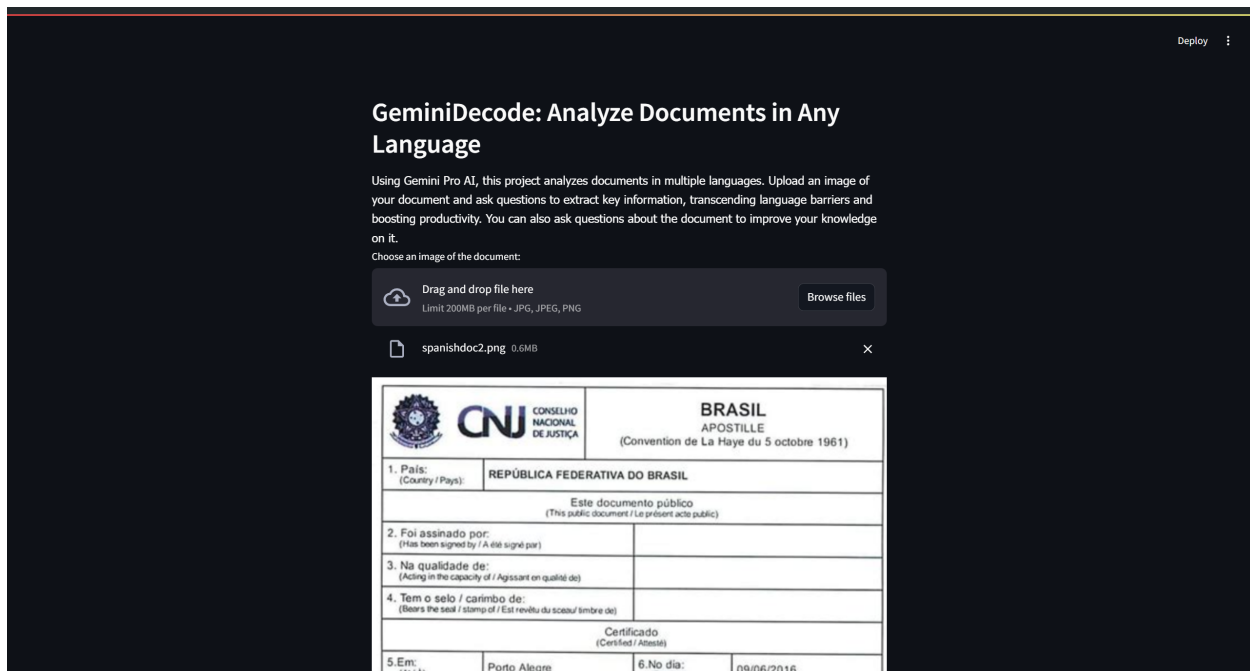 Deploy
GeminiDecode: Analyze Documents in Any
Language
Using Gemini Pro AI, this project analyzes documents in multiple languages. Upload an image of
your document and ask questions to extract key information, transcending language barriers and
boosting productivity. You can also ask questions about the document to improve your knowledge
on it.
Choose an image of the document:
Drag and drop file here
Limit 200MB per file • JPG, JPEG, PNG
Browse files
spanishdoc2.png 0.6MB
CNJ
CONSELHO
NACIONAL
DE JUSTIÇA
BRASIL
APOSTILLE
(Convention de La Haye du 5 octobre 1961)
1. País:
(Country / Pays):
REPÚBLICA FEDERATIVA DO BRASIL
Este documento público
(This public document / Le présent acte public)
2. Foi assinado por:
(Has been signed by / A été signé par)
3. Na qualidade de:
(Acting in the capacity of / Agissant en qualité de)
4. Tem o selo / carimbo de:
(Bears the seal / stamp of / Est revêtu du sceau/ timbre de)
Certificado
(Certified / Attesté)
5.Em:
Porto Alegre
6.No dia:
09/06/2016